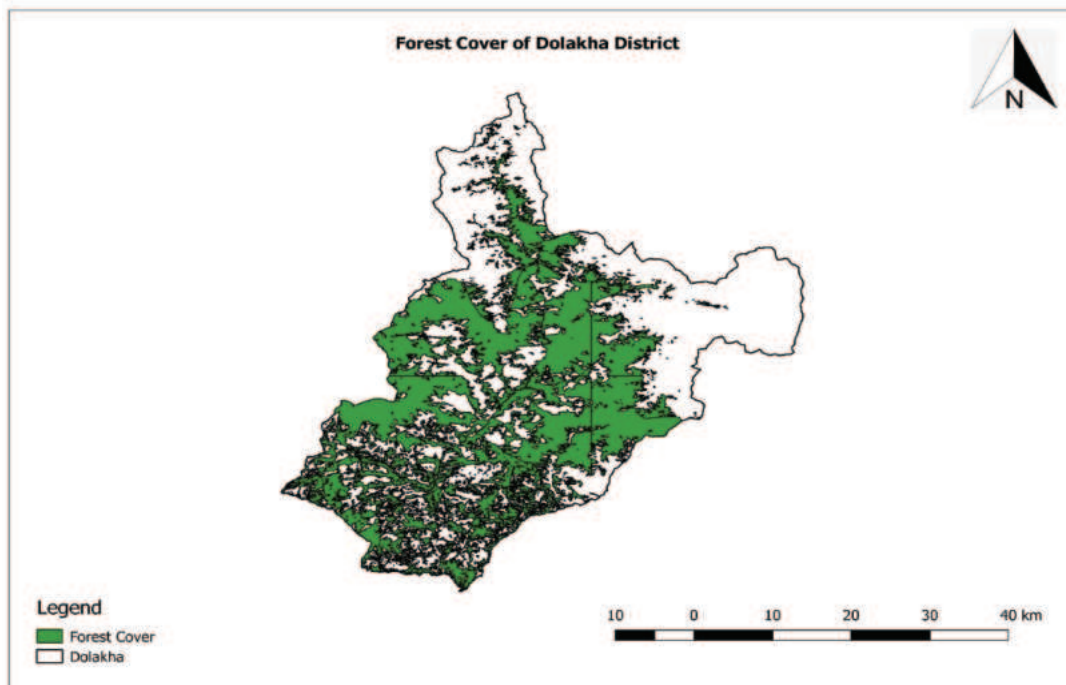 Forest Cover of Dolakha District
N
Legend
Forest Cover
Dolakha
10 0 10 20 30 40 km